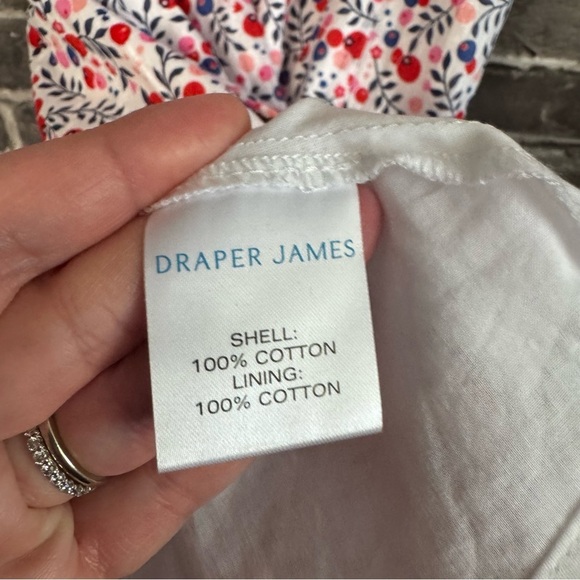 DRAPER JAMES
SHELL:
100% COTTON
LINING:
100% COTTON